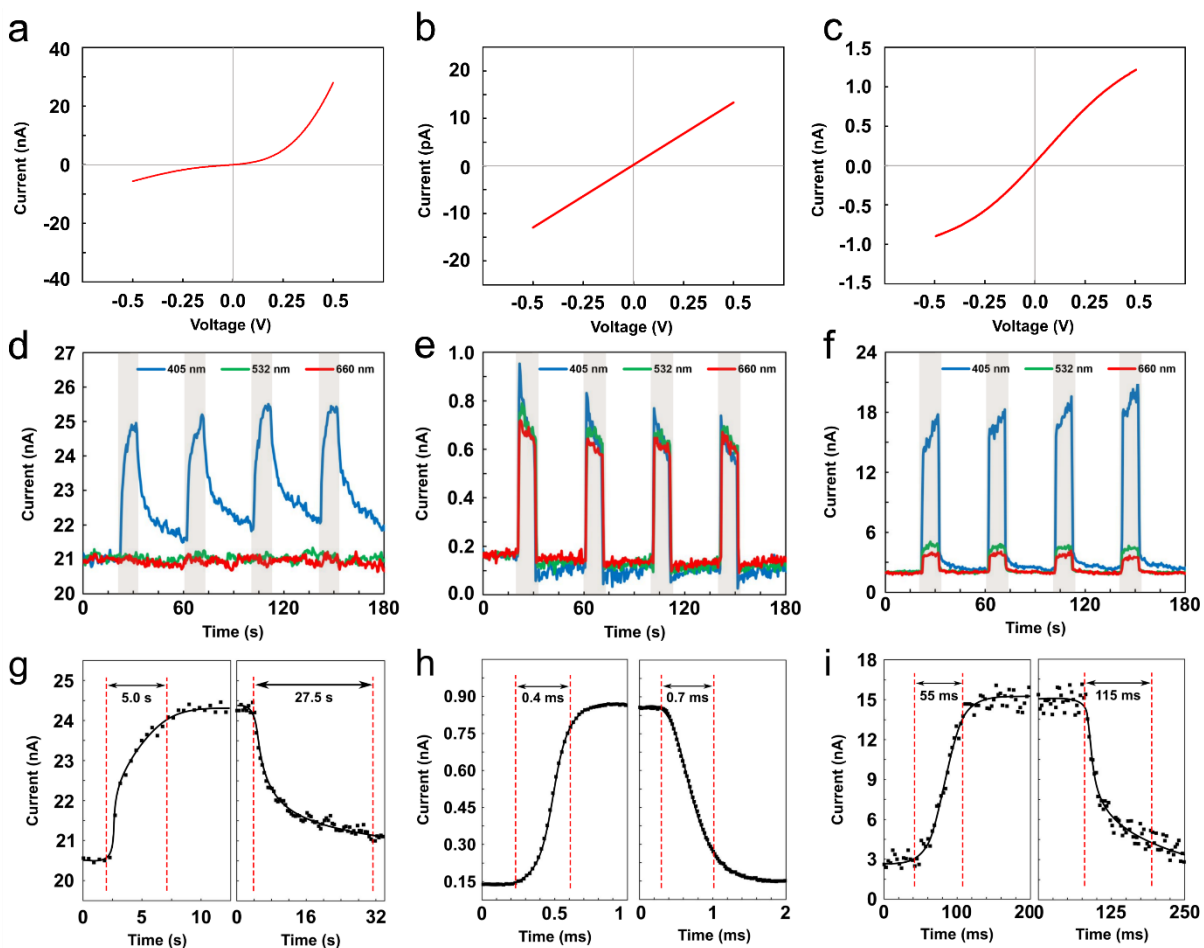 a
40
20
0
-20
-40
Current (nA)
-0.5
-0.25
0.0
0.25
0.5
Voltage (V)
b
20
10
0
-10
-20
Current (pA)
-0.5
-0.25
0.0
0.25
0.5
Voltage (V)
c
1.5
1.0
0.5
0.0
-0.5
-1.0
-1.5
Current (nA)
-0.5
-0.25
0.0
0.25
0.5
Voltage (V)
d
27
26
25
24
23
22
21
20
Current (nA)
405 nm 532 nm 660 nm
0 60 120 180
Time (s)
e
1.0
0.8
0.6
0.4
0.2
0.0
Current (nA)
405 nm 532 nm 660 nm
0 60 120 180
Time (s)
f
24
21
18
15
12
9
6
3
0
Current (nA)
405 nm 532 nm 660 nm
0 60 120 180
Time (s)
g
25
24
23
22
21
20
Current (nA)
5.0 s
27.5 s
0 5 10
0 16 32
Time (s)
Time (s)
h
0.90
0.75
0.60
0.45
0.30
0.15
Current (nA)
0.4 ms
0.7 ms
0 0.5 1
0 1 2
Time (ms)
Time (ms)
i
18
15
12
9
6
3
0
Current (nA)
55 ms
115 ms
0 100 200
125 250
Time (ms)
Time (ms)